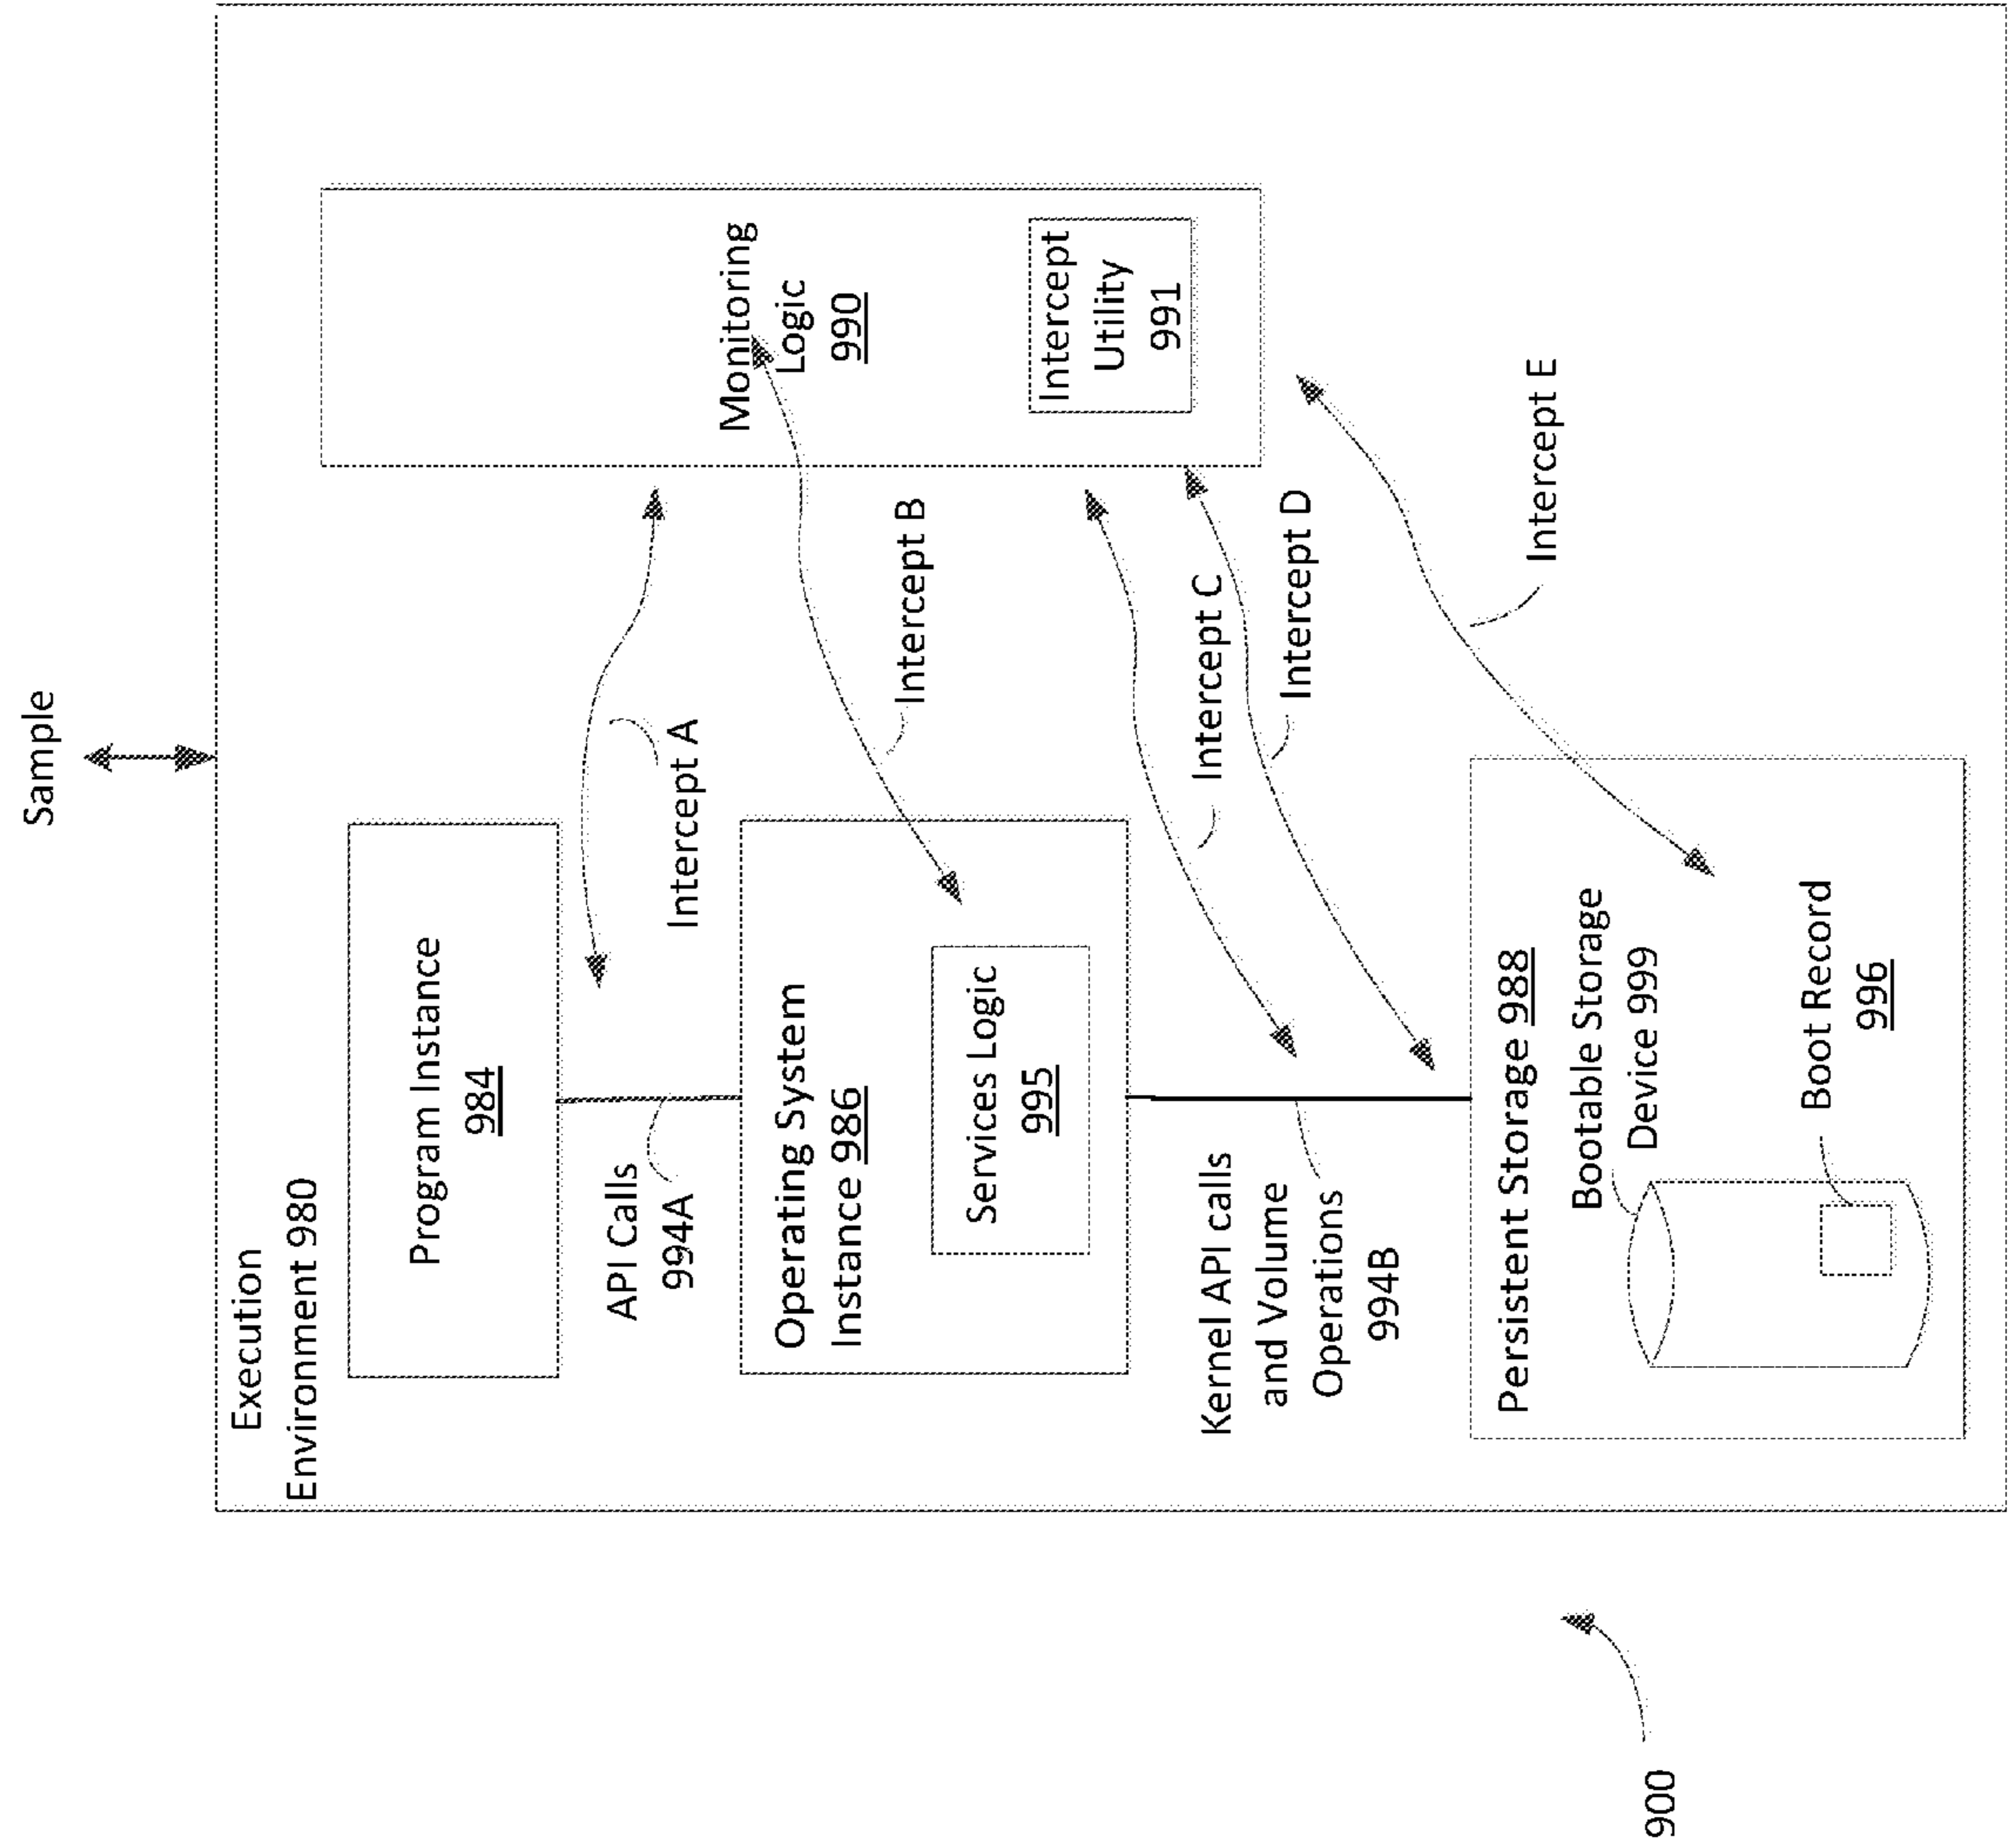 Sample
Execution
Environment 980
Program Instance
984
API Calls
994A
Intercept A
Operating System
Instance 986
Services Logic
995
Intercept B
Monitoring
Logic
990
Intercept
Utility
991
Kernel API calls
and Volume
Operations
994B
Intercept C
Intercept D
Intercept E
Persistent Storage 988
Bootable Storage
Device 999
Boot Record
996
900